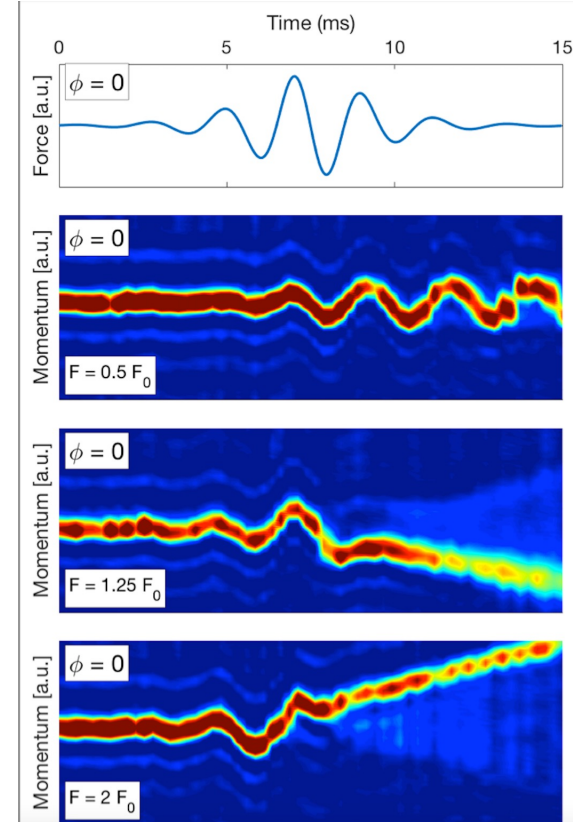 Time (ms)
0 5 10 15
Force [a.u.]
ϕ = 0
Momentum [a.u.]
ϕ = 0
F = 0.5 F₀
Momentum [a.u.]
ϕ = 0
F = 1.25 F₀
Momentum [a.u.]
ϕ = 0
F = 2 F₀